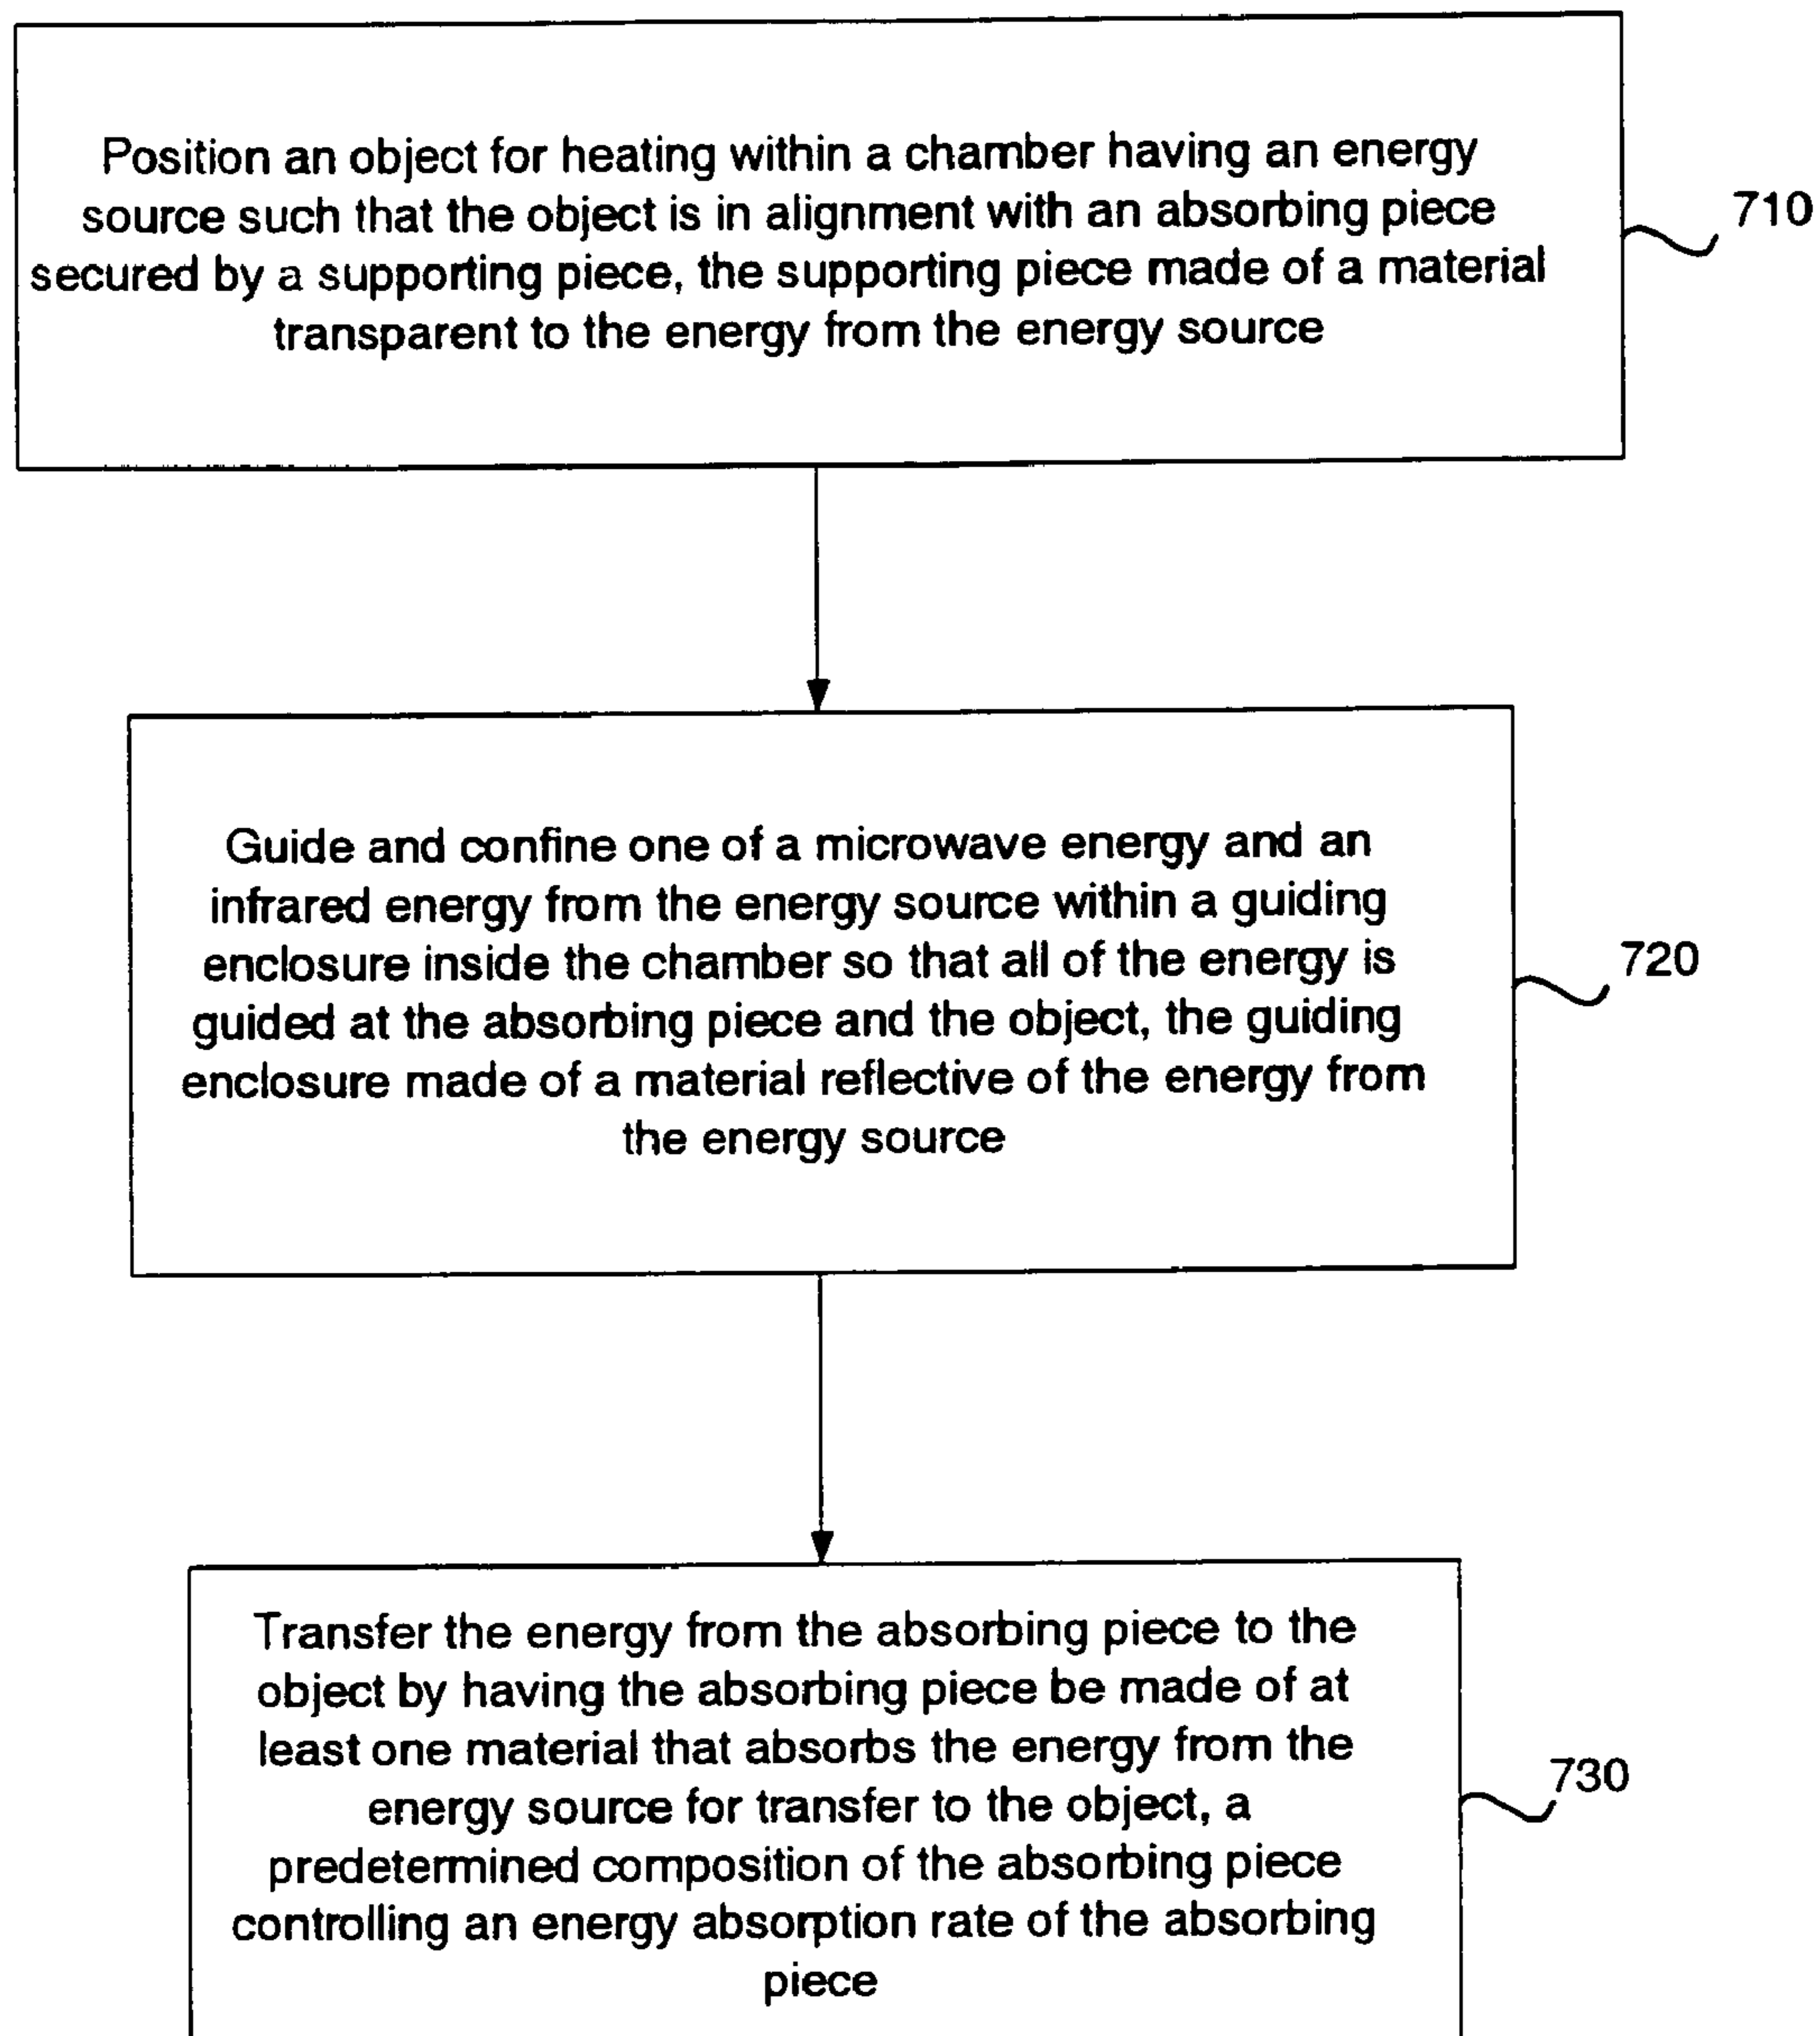 Position an object for heating within a chamber having an energy
source such that the object is in alignment with an absorbing piece
secured by a supporting piece, the supporting piece made of a material
transparent to the energy from the energy source
710
Guide and confine one of a microwave energy and an
infrared energy from the energy source within a guiding
enclosure inside the chamber so that all of the energy is
guided at the absorbing piece and the object, the guiding
enclosure made of a material reflective of the energy from
the energy source
720
Transfer the energy from the absorbing piece to the
object by having the absorbing piece be made of at
least one material that absorbs the energy from the
energy source for transfer to the object, a
predetermined composition of the absorbing piece
controlling an energy absorption rate of the absorbing
piece
730